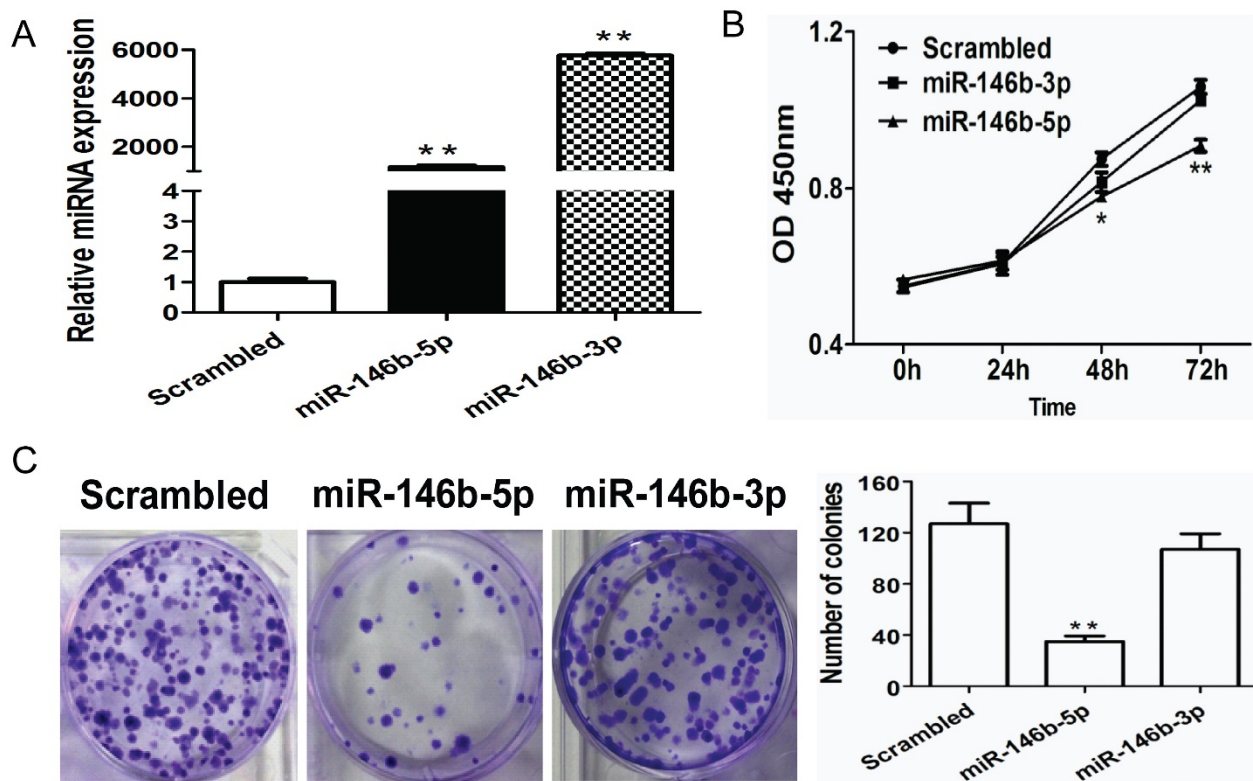 A
Relative miRNA expression
6000
4000
2000
4
3
2
1
0
**
**
Scrambled
miR-146b-5p
miR-146b-3p
B
OD 450nm
1.2
0.8
0.4
Scrambled
miR-146b-3p
miR-146b-5p
*
**
0h 24h 48h 72h
Time
C
Scrambled miR-146b-5p miR-146b-3p
Number of colonies
160
120
80
40
0
**
Scrambled
miR-146b-5p
miR-146b-3p